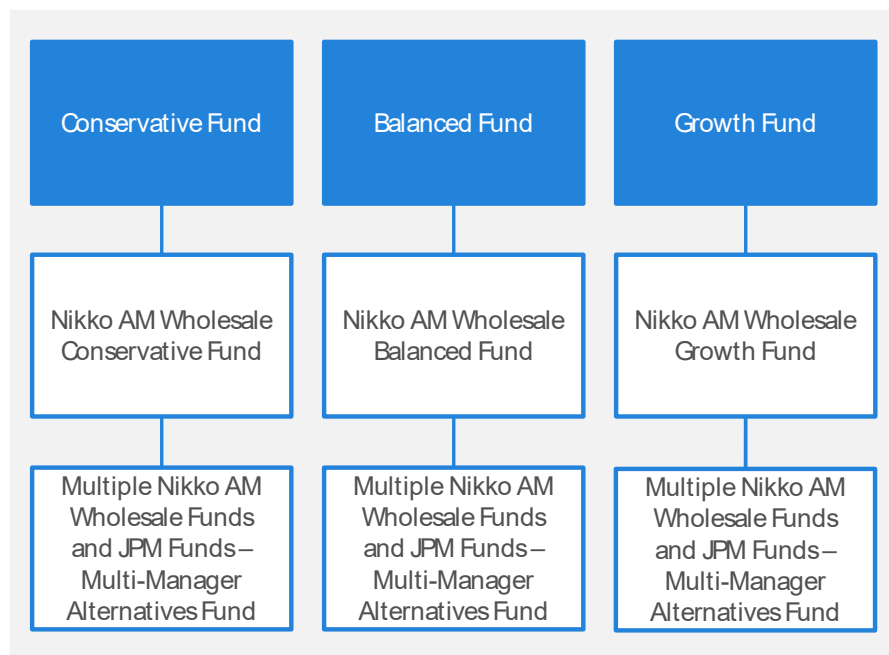 Conservative Fund
Balanced Fund
Growth Fund
Nikko AM Wholesale
Conservative Fund
Nikko AM Wholesale
Balanced Fund
Nikko AM Wholesale
Growth Fund
Multiple Nikko AM
Wholesale Funds
and JPM Funds –
Multi-Manager
Alternatives Fund
Multiple Nikko AM
Wholesale Funds
and JPM Funds –
Multi-Manager
Alternatives Fund
Multiple Nikko AM
Wholesale Funds
and JPM Funds –
Multi-Manager
Alternatives Fund